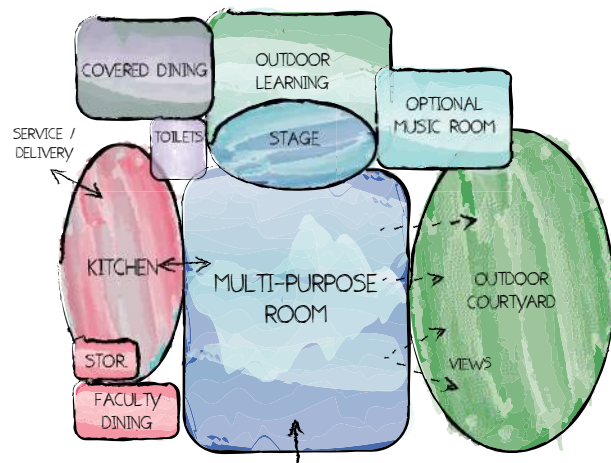 COVERED DINING
OUTDOOR
LEARNING
OPTIONAL
MUSIC ROOM
SERVICE /
DELIVERY
TOILETS
STAGE
KITCHEN
MULTI-PURPOSE
ROOM
OUTDOOR
COURTYARD
VIEWS
STOR.
FACULTY
DINING